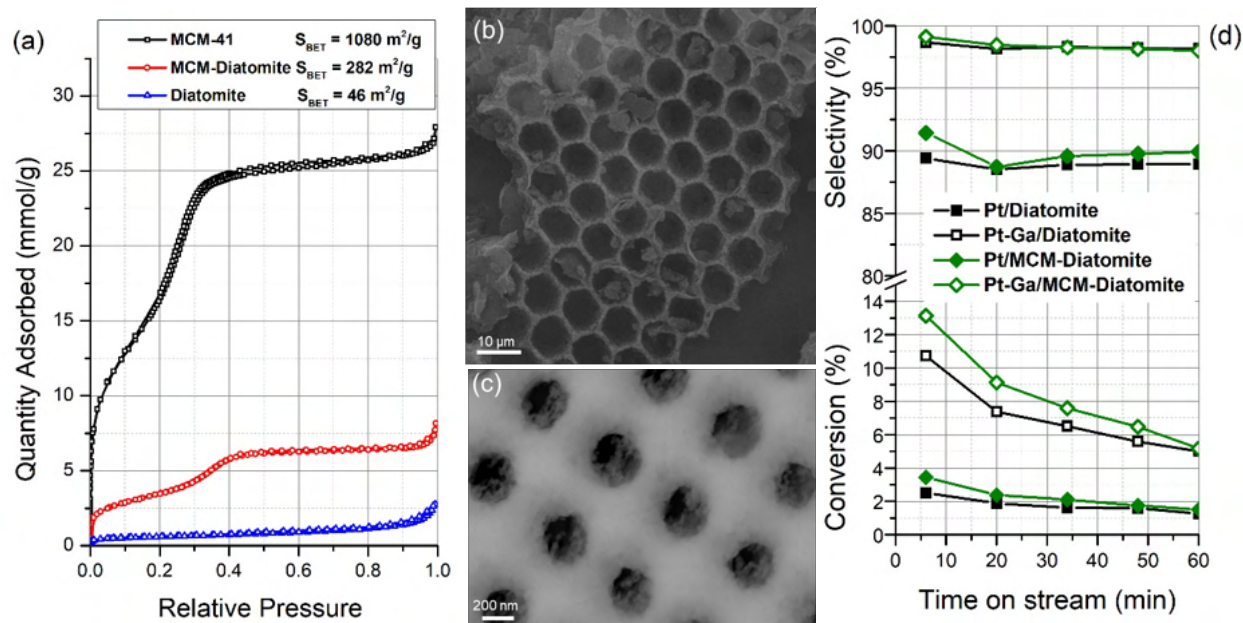 (a)
MCM-41 S_BET = 1080 m²/g
MCM-Diatomite S_BET = 282 m²/g
Diatomite S_BET = 46 m²/g
Quantity Adsorbed (mmol/g)
30
25
20
15
10
5
0
0.0 0.2 0.4 0.6 0.8 1.0
Relative Pressure
(b)
10 µm
(c)
200 nm
(d)
Selectivity (%)
100
95
90
85
80
Pt/Diatomite
Pt-Ga/Diatomite
Pt/MCM-Diatomite
Pt-Ga/MCM-Diatomite
Conversion (%)
14
12
10
8
6
4
2
0
0 10 20 30 40 50 60
Time on stream (min)